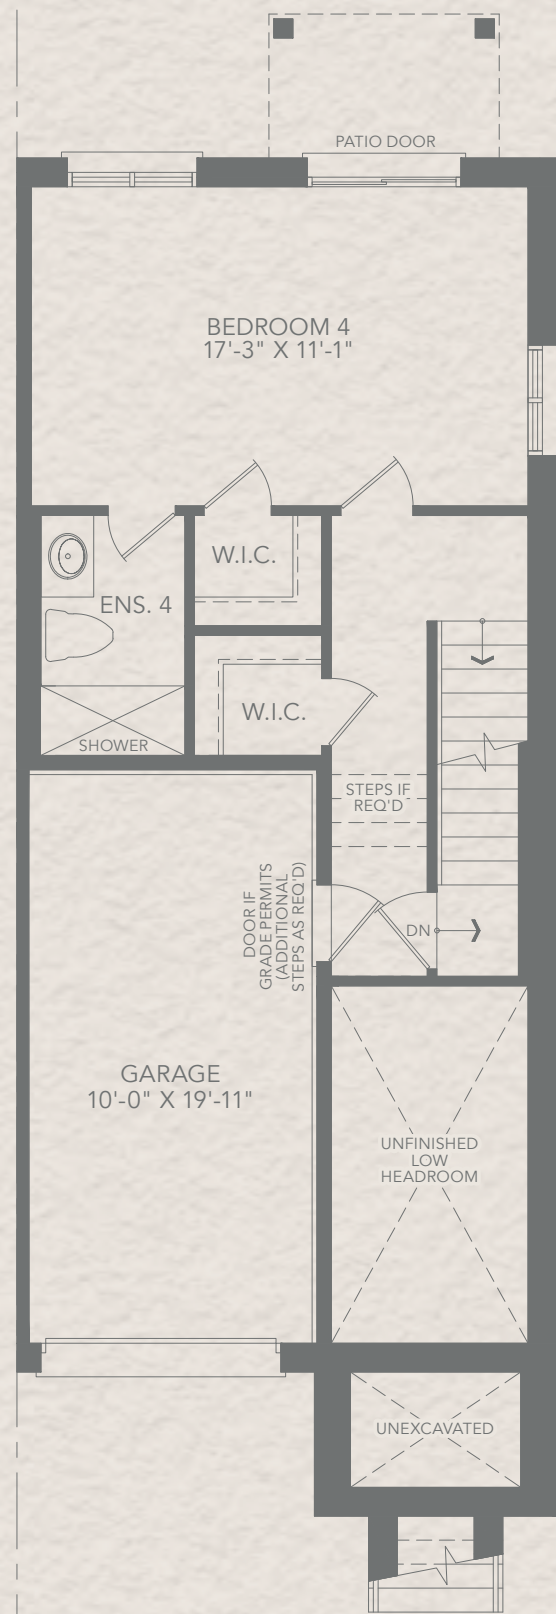 PATIO DOOR
BEDROOM 4
17'-3" X 11'-1"
W.I.C.
ENS. 4
W.I.C.
SHOWER
STEPS IF
REQ'D
DOOR IF
GRADE PERMITS
(ADDITIONAL
STEPS AS REQ'D)
DN
GARAGE
10'-0" X 19'-11"
UNFINISHED
LOW
HEADROOM
UNEXCAVATED